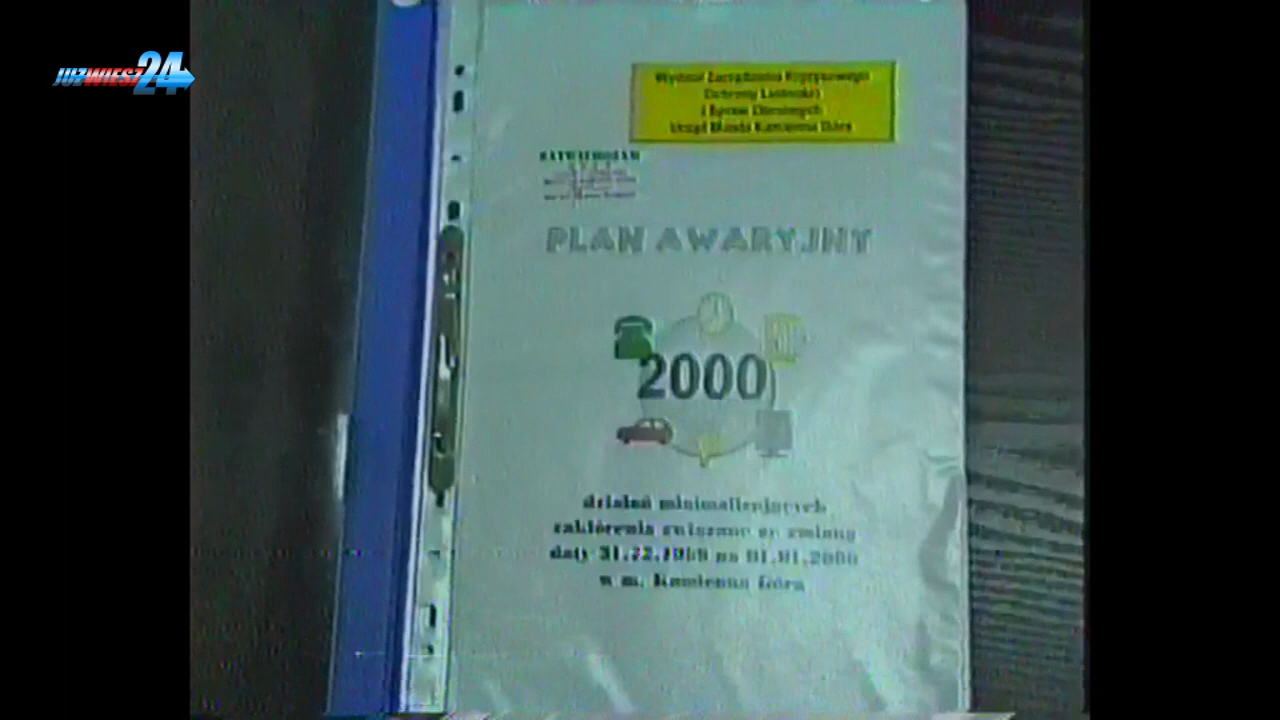 JUŻWIESZ24
Wydział Zarządzania Kryzysowego
Ochrony Ludności
i Spraw Obronnych
Urząd Miasta Kamienna Góra
ZATWIERDZAM
PLAN AWARYJNY
2000
działań minimalizujących
zakłócenia związane ze zmianą
daty 31.12.1999 na 01.01.2000
w m. Kamienna Góra